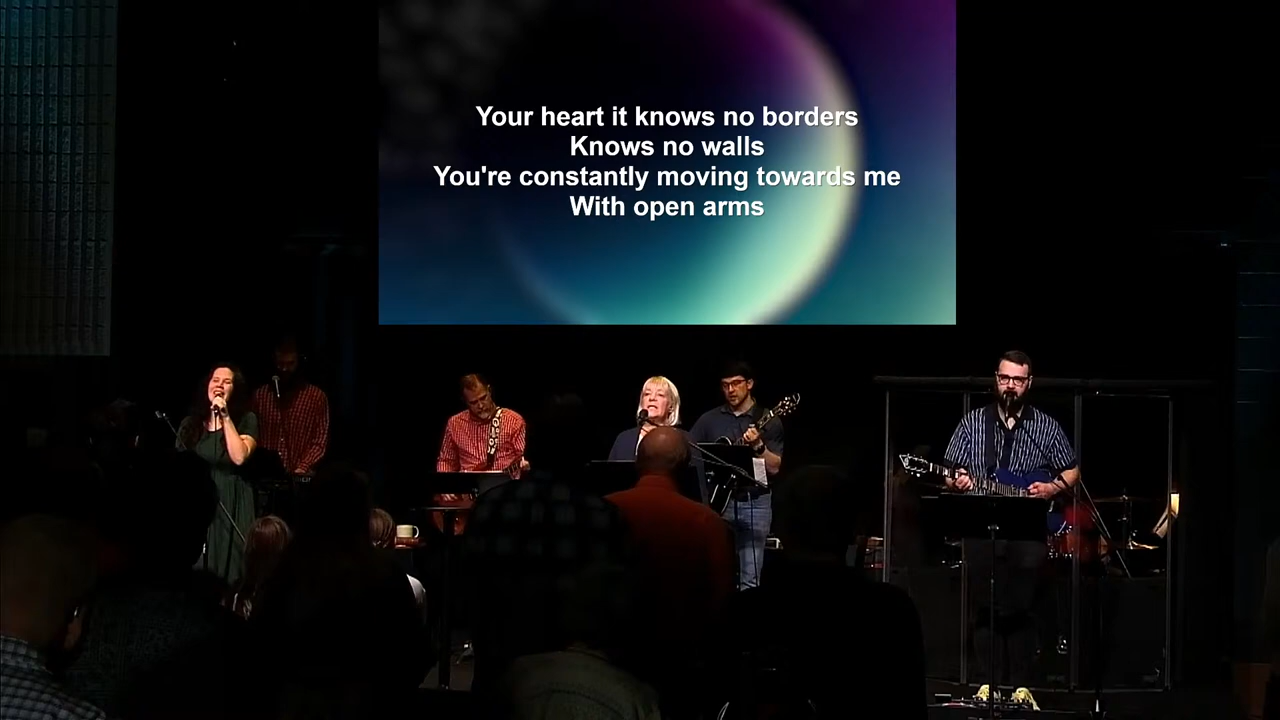 Your heart it knows no borders
Knows no walls
You're constantly moving towards me
With open arms